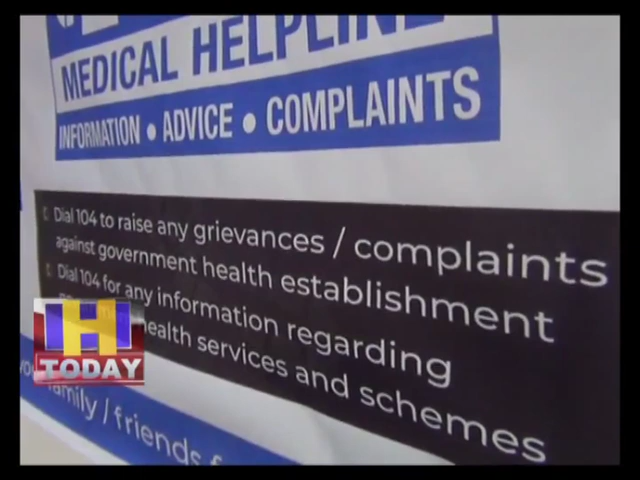 MEDICAL HELPLINE
INFORMATION • ADVICE • COMPLAINTS
Dial 104 to raise any grievances / complaints
against government health establishment
Dial 104 for any information regarding
health services and schemes
H
TODAY
family / friends